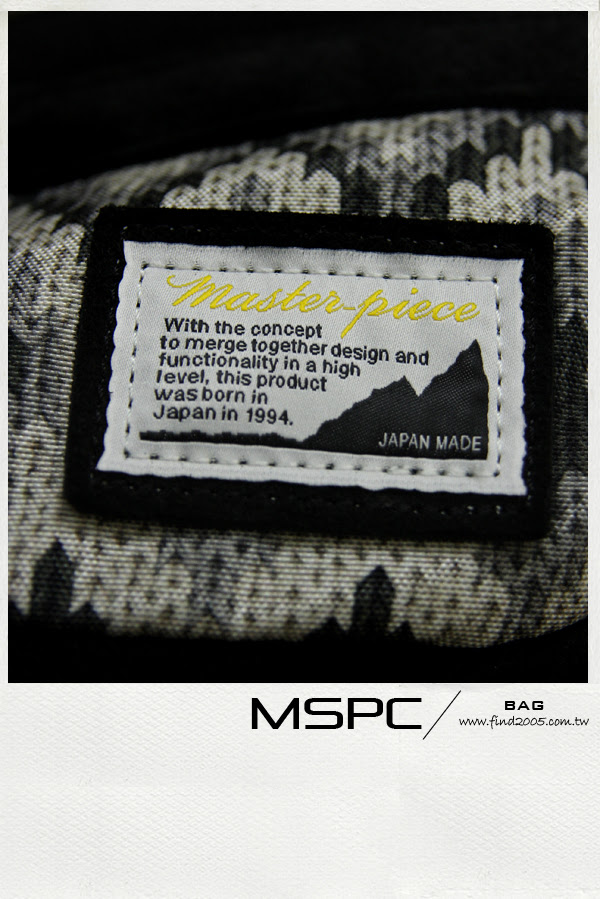 Master-piece
With the concept
to merge together design and
functionality in a high
level, this product
was born in
Japan in 1994.
JAPAN MADE
MSPC
BAG
www.find2005.com.tw